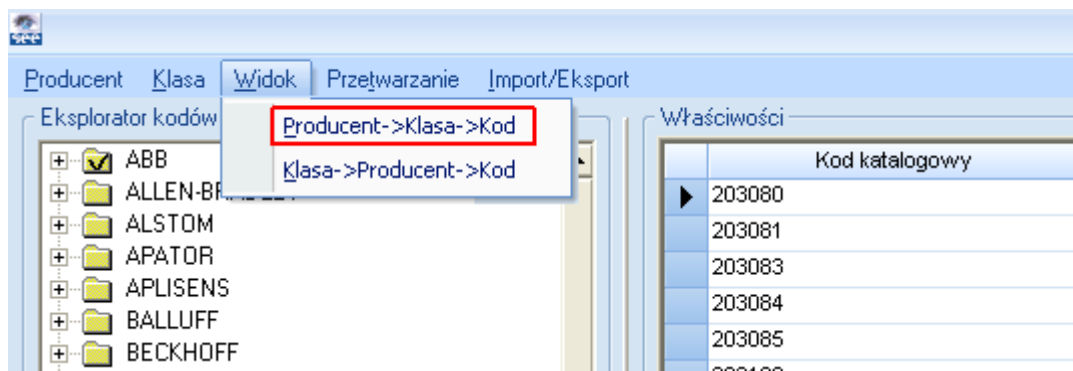 see
Producent Klasa Widok Przetwarzanie Import/Eksport
Eksplorator kodów
Producent->Klasa->Kod
Klasa->Producent->Kod
ABB
ALSTOM
APATOR
APLISENS
BALLUFF
BECKHOFF
Właściwości
Kod katalogowy
203080
203081
203083
203084
203085